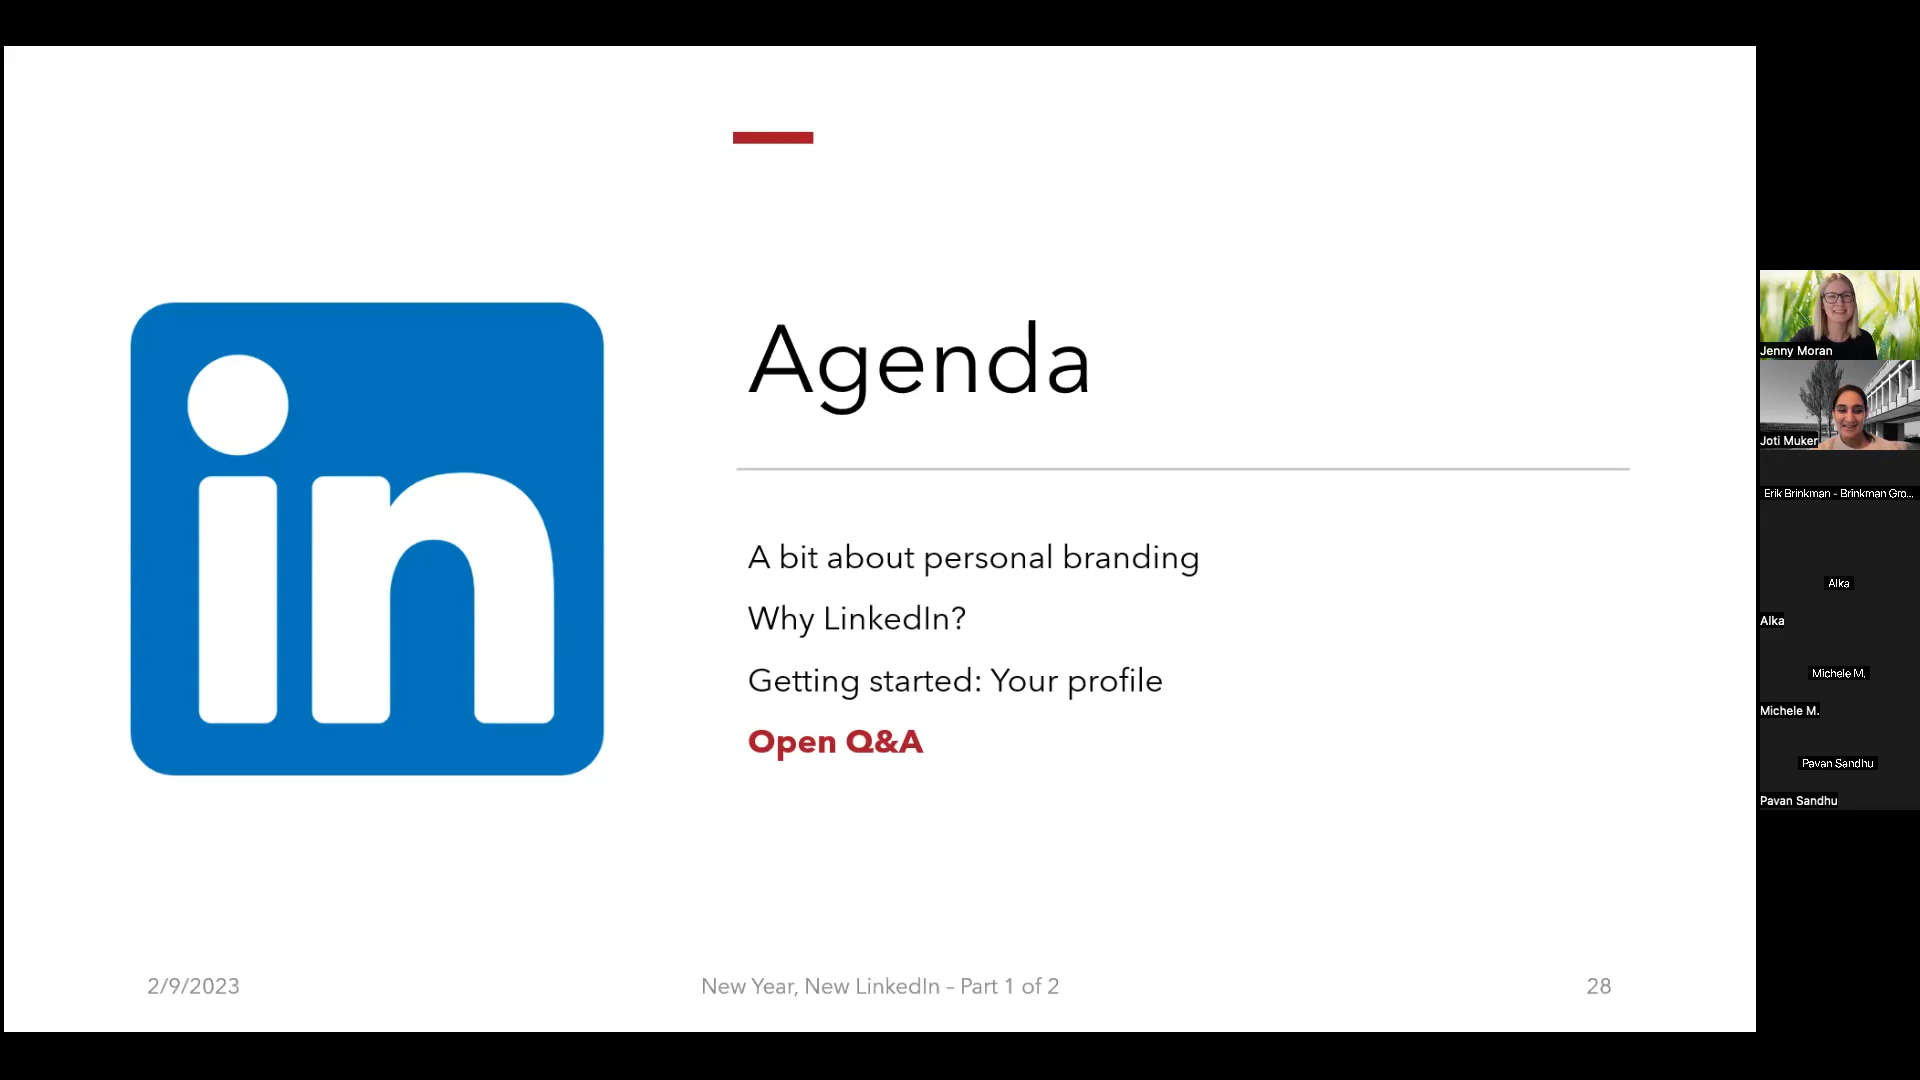 in
Agenda
A bit about personal branding
Why LinkedIn?
Getting started: Your profile
Open Q&A
2/9/2023
New Year, New LinkedIn – Part 1 of 2
28
Jenny Moran
Joti Muker
Erik Brinkman - Brinkman Gro...
Alka
Alka
Michele M.
Michele M.
Pavan Sandhu
Pavan Sandhu